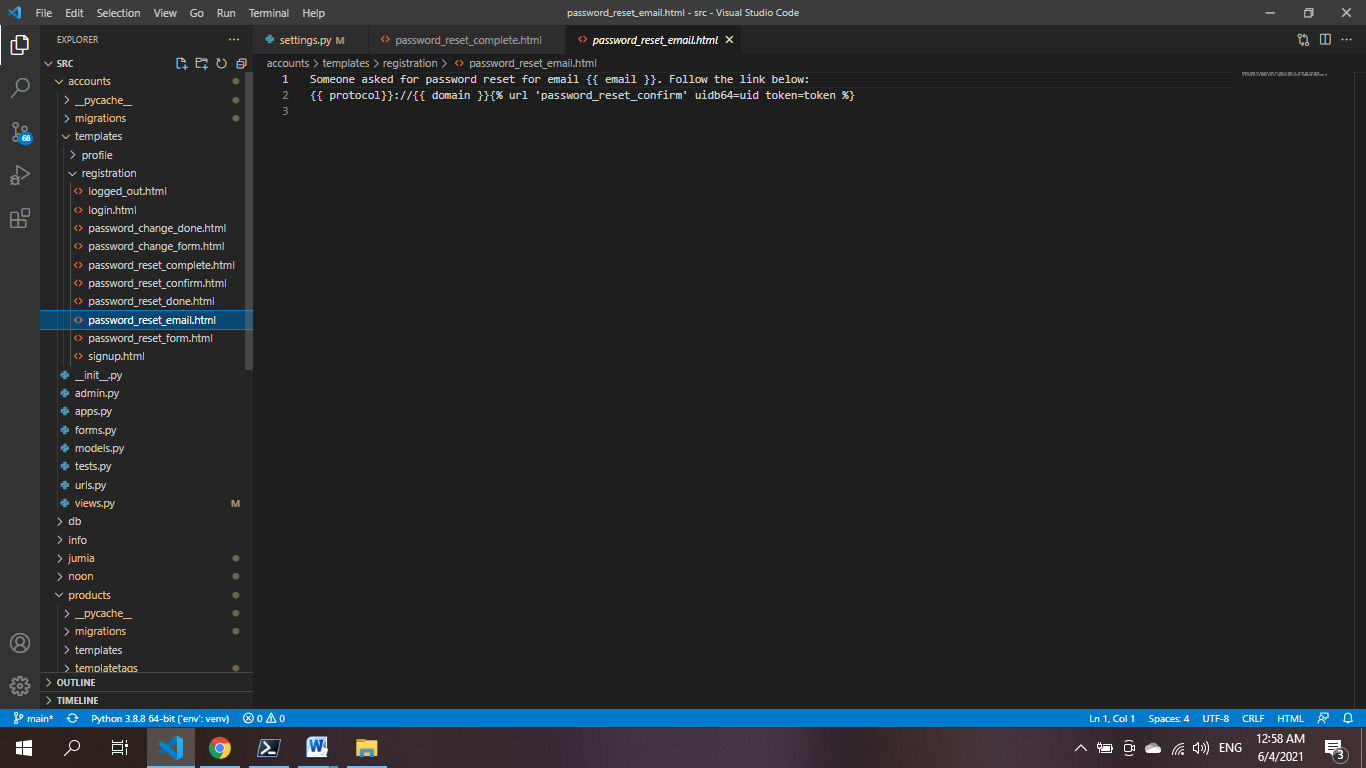 File Edit Selection View Go Run Terminal Help password_reset_email.html - src - Visual Studio Code
EXPLORER
settings.py M password_reset_complete.html password_reset_email.html
SRC
accounts > templates > registration > password_reset_email.html
1 Someone asked for password reset for email {{ email }}. Follow the link below:
2 {{ protocol}}://{{ domain }}{% url 'password_reset_confirm' uidb64=uid token=token %}
3
accounts
__pycache__
migrations
templates
profile
registration
logged_out.html
login.html
password_change_done.html
password_change_form.html
password_reset_complete.html
password_reset_confirm.html
password_reset_done.html
password_reset_email.html
password_reset_form.html
signup.html
__init__.py
admin.py
apps.py
forms.py
models.py
tests.py
urls.py
views.py M
db
info
jumia
noon
products
__pycache__
migrations
templates
templatetags
OUTLINE
TIMELINE
68
main* Python 3.8.8 64-bit ('env': venv) 0 0 Ln 1, Col 1 Spaces: 4 UTF-8 CRLF HTML
ENG 12:58 AM
6/4/2021
3